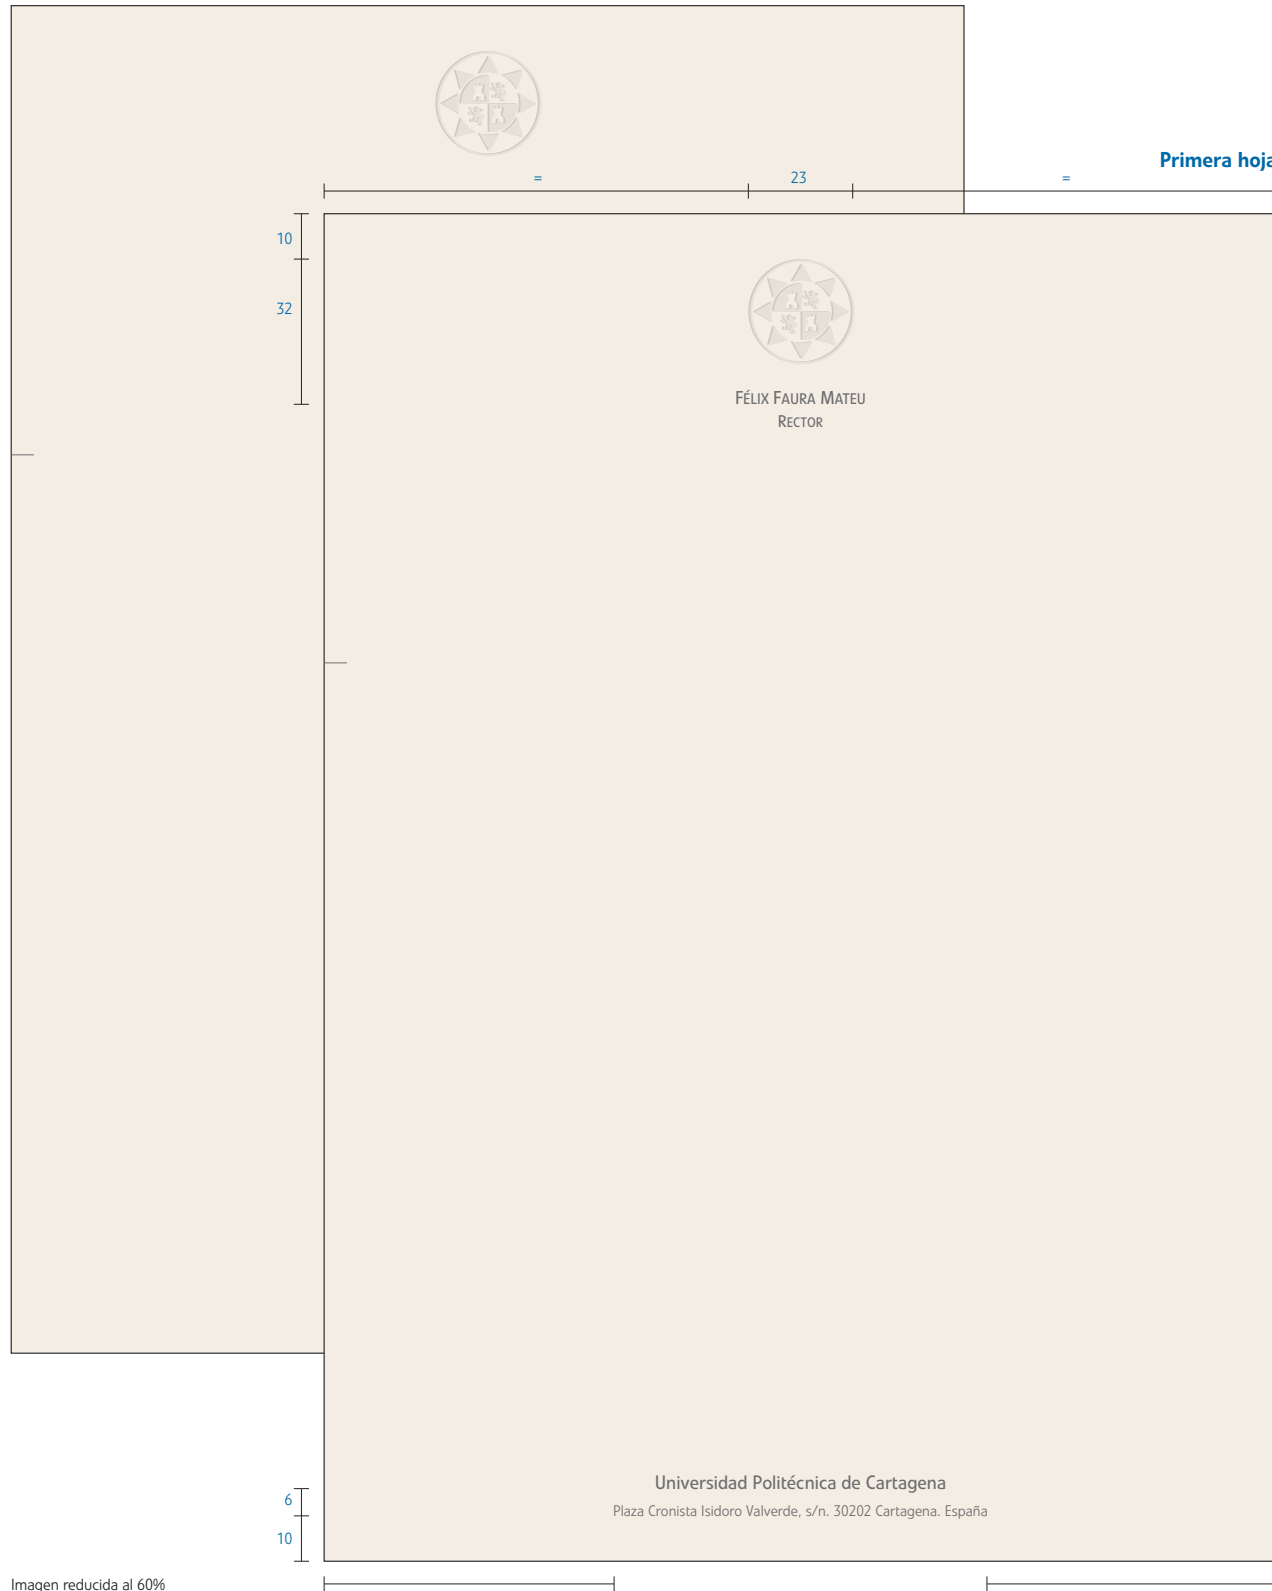 Primera hoja
= 23 =
10
32
FÉLIX FAURA MATEU
RECTOR
Universidad Politécnica de Cartagena
6
Plaza Cronista Isidoro Valverde, s/n. 30202 Cartagena. España
10
Imagen reducida al 60%